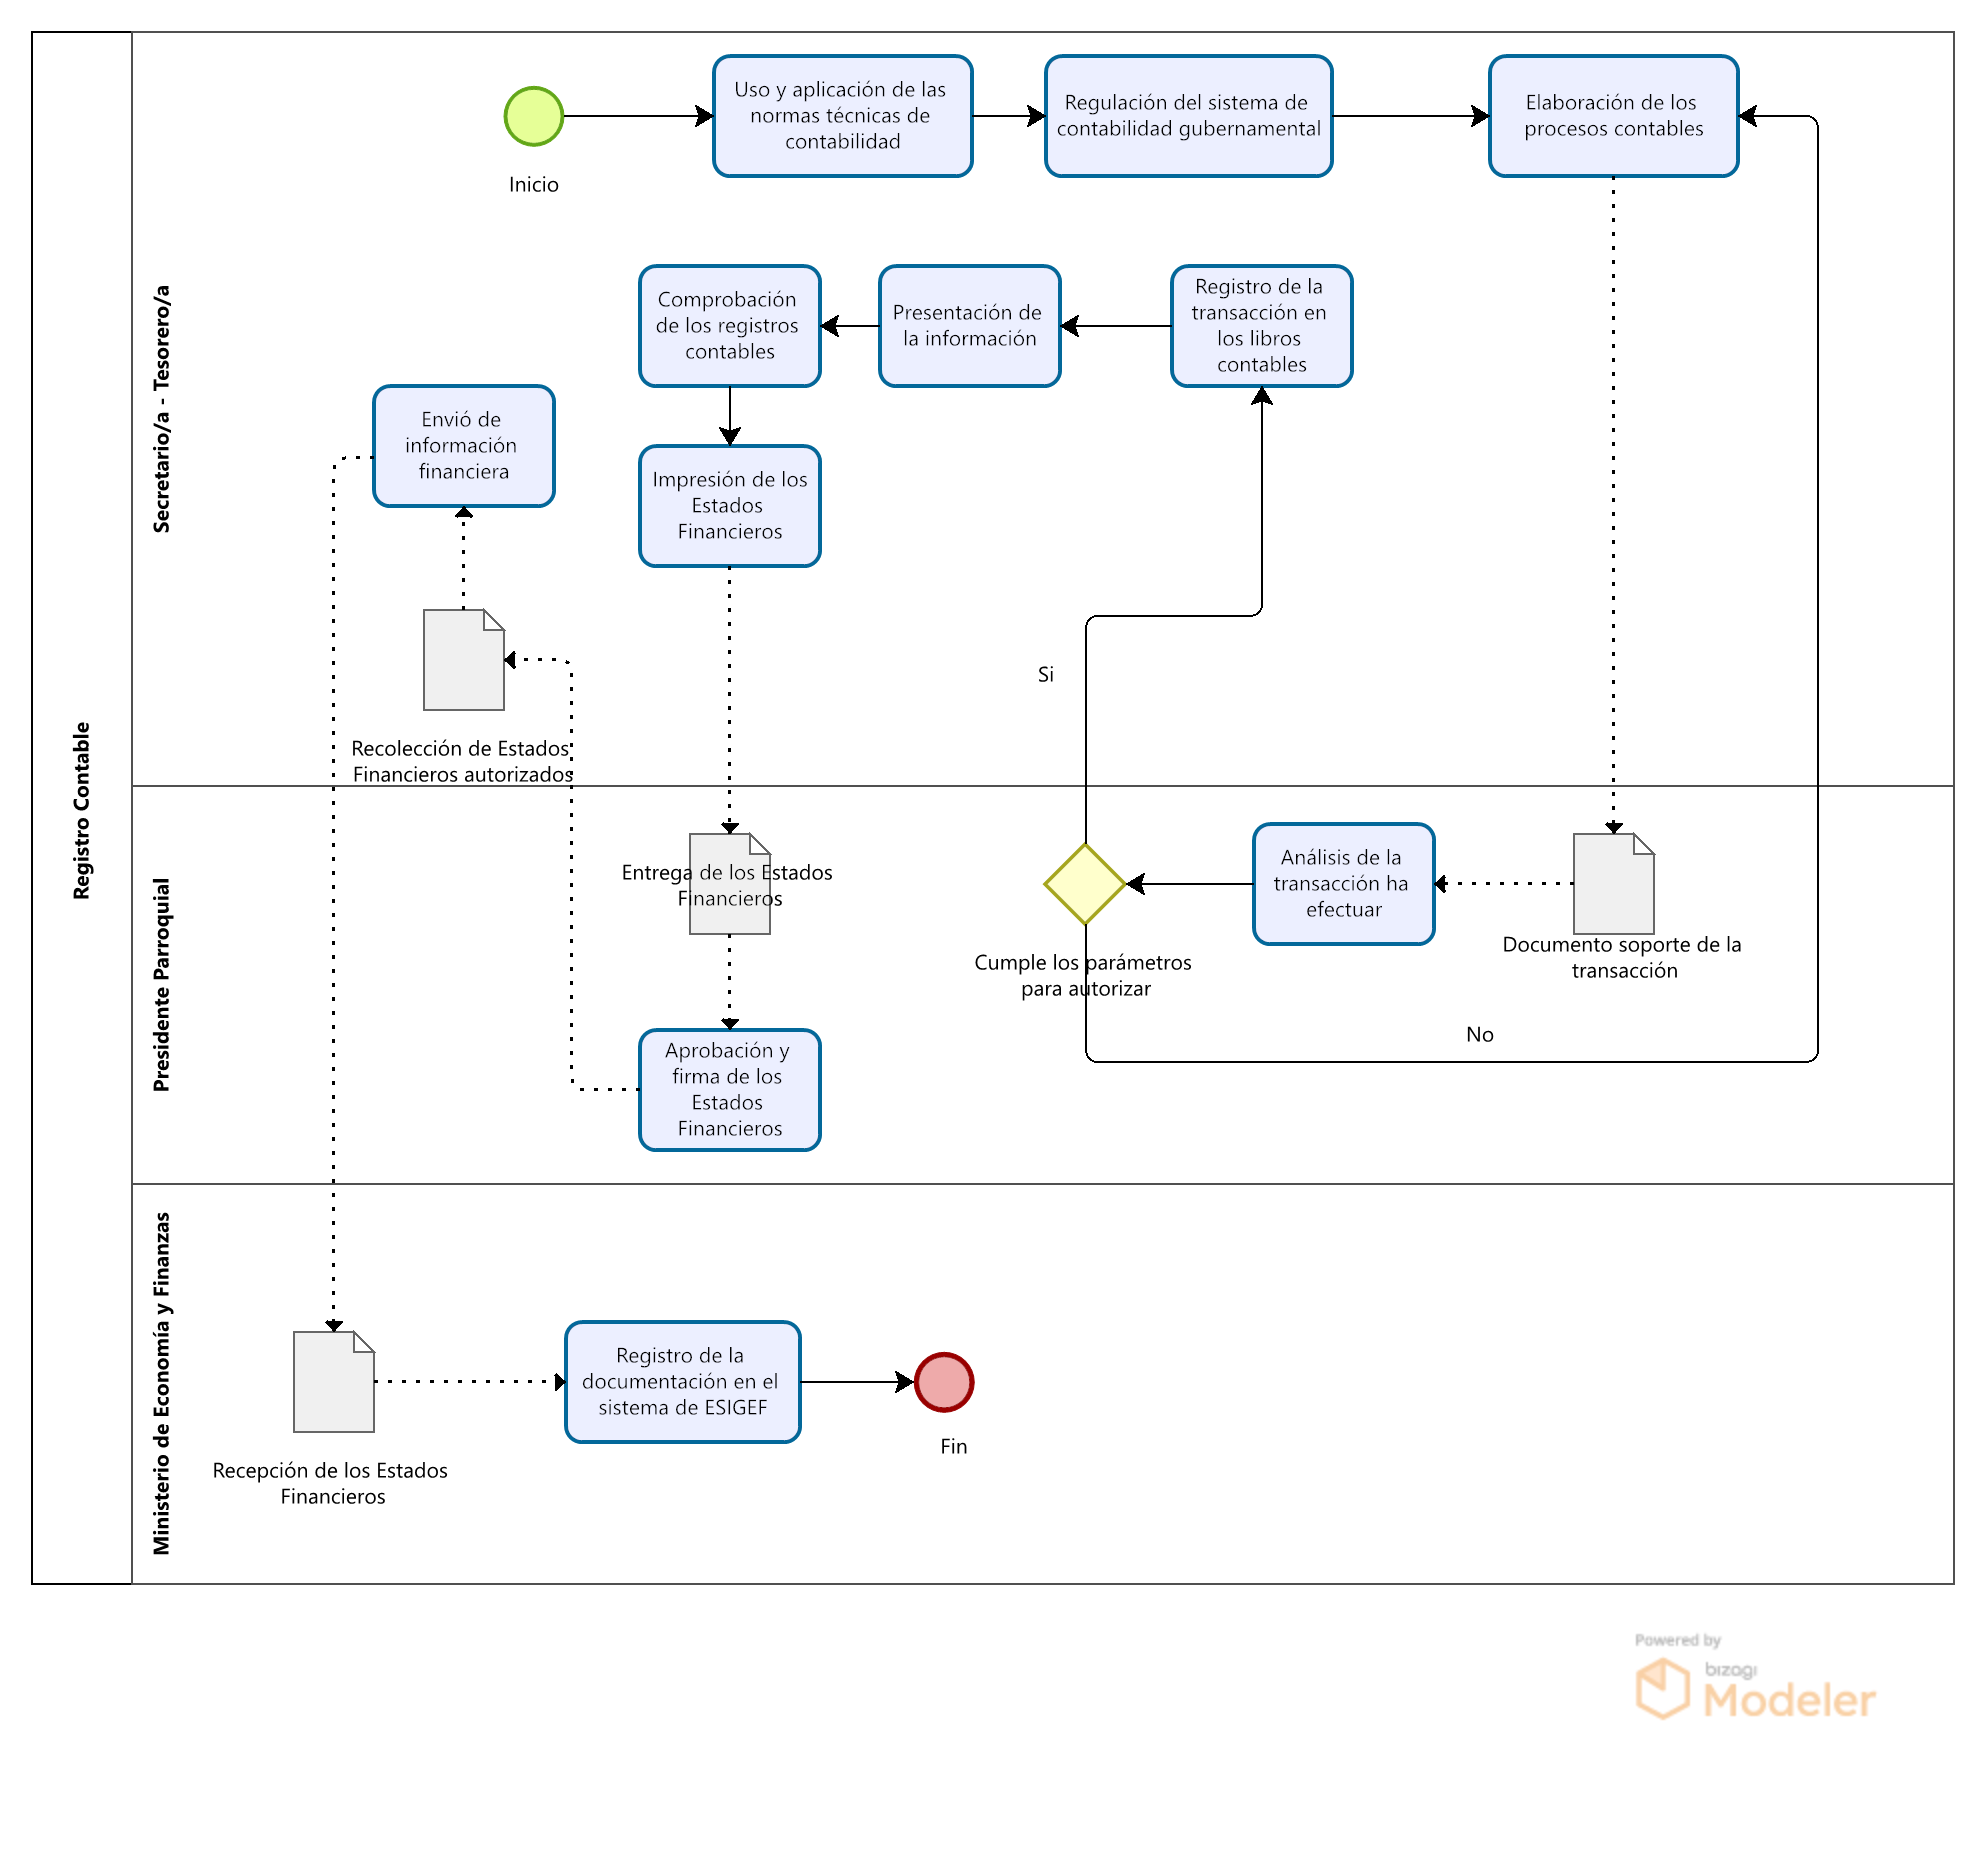 Registro Contable
Secretario/a - Tesorero/a
Inicio
Uso y aplicación de las
normas técnicas de
contabilidad
Regulación del sistema de
contabilidad gubernamental
Elaboración de los
procesos contables
Comprobación
de los registros
contables
Presentación de
la información
Registro de la
transacción en
los libros
contables
Envió de
información
financiera
Impresión de los
Estados
Financieros
Si
Recolección de Estados
Financieros autorizados
Presidente Parroquial
Entrega de los Estados
Financieros
Cumple los parámetros
para autorizar
Análisis de la
transacción ha
efectuar
Documento soporte de la
transacción
No
Aprobación y
firma de los
Estados
Financieros
Ministerio de Economía y Finanzas
Recepción de los Estados
Financieros
Registro de la
documentación en el
sistema de ESIGEF
Fin
Powered by
bizagi
Modeler